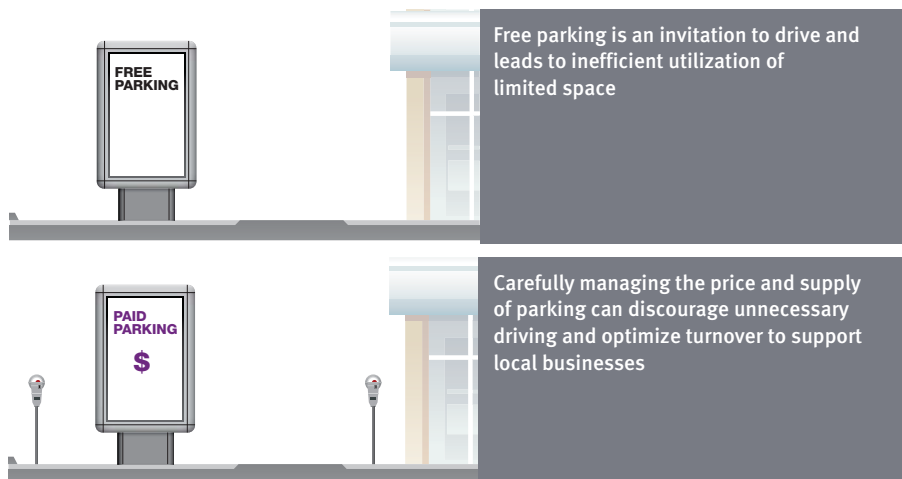 FREE
PARKING
Free parking is an invitation to drive and
leads to inefficient utilization of
limited space
PAID
PARKING
$
Carefully managing the price and supply
of parking can discourage unnecessary
driving and optimize turnover to support
local businesses